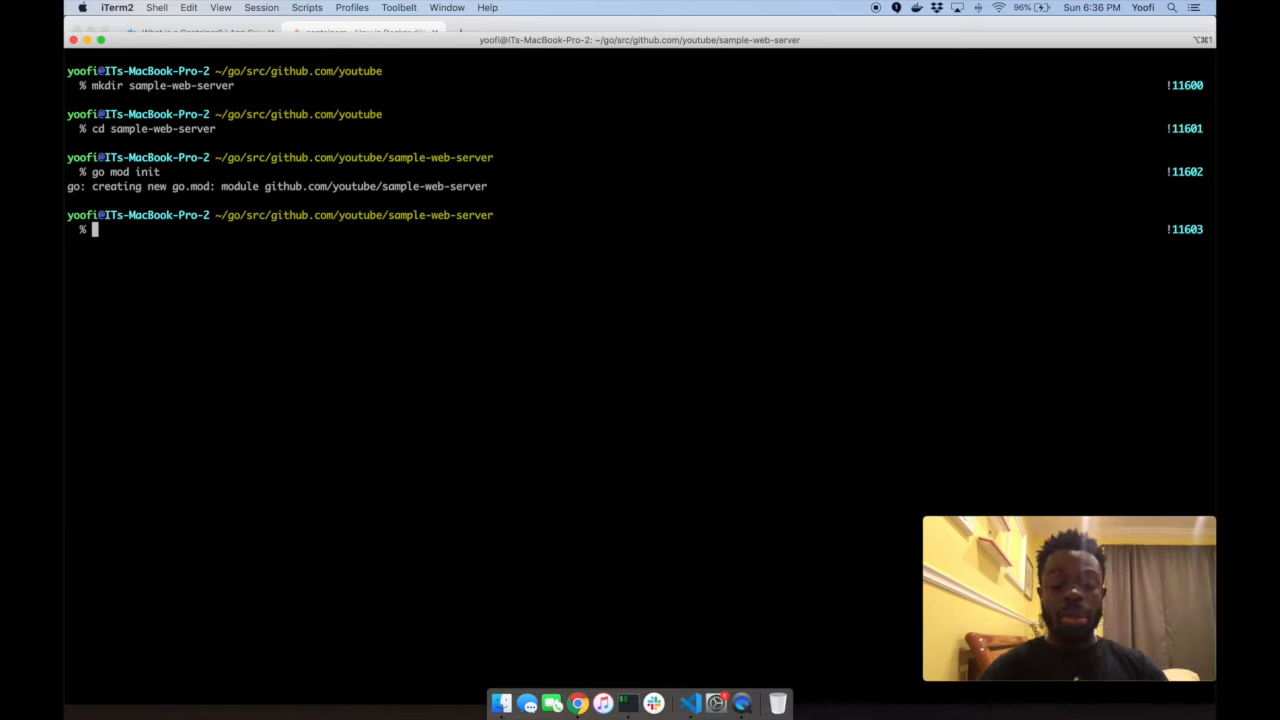 iTerm2 Shell Edit View Session Scripts Profiles Toolbelt Window Help 96% Sun 6:36 PM Yoofi
yoofi@ITs-MacBook-Pro-2: ~/go/src/github.com/youtube/sample-web-server ⌥⌘1
yoofi@ITs-MacBook-Pro-2 ~/go/src/github.com/youtube
% mkdir sample-web-server !11600
yoofi@ITs-MacBook-Pro-2 ~/go/src/github.com/youtube
% cd sample-web-server !11601
yoofi@ITs-MacBook-Pro-2 ~/go/src/github.com/youtube/sample-web-server
% go mod init !11602
go: creating new go.mod: module github.com/youtube/sample-web-server
yoofi@ITs-MacBook-Pro-2 ~/go/src/github.com/youtube/sample-web-server
% !11603